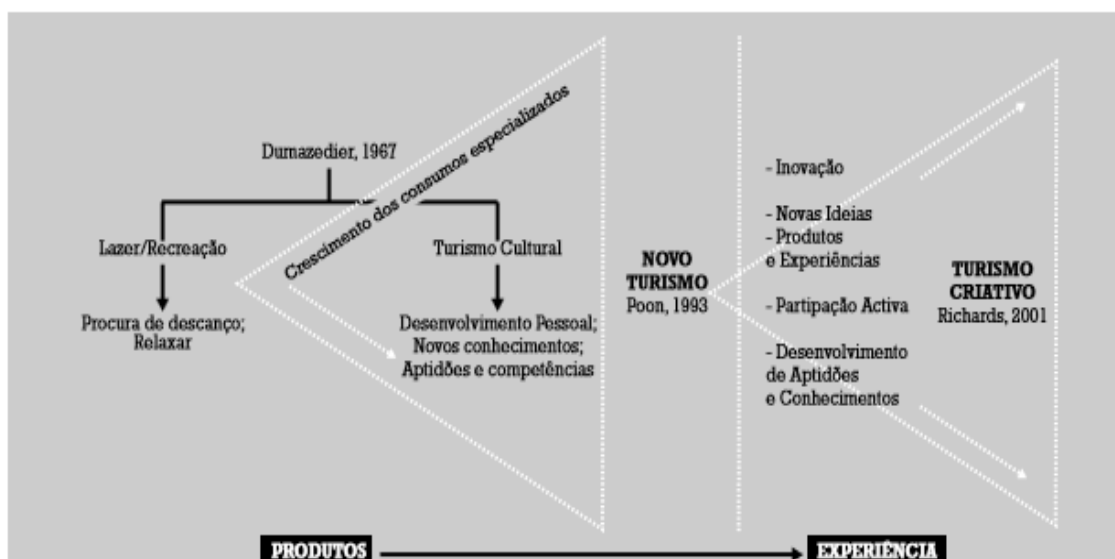 Dumazedier, 1967
Crescimento dos consumos especializados
Lazer/Recreação
Turismo Cultural
Procura de descanço;
Relaxar
Desenvolvimento Pessoal;
Novos conhecimentos;
Aptidões e competências
NOVO
TURISMO
Poon, 1993
- Inovação
- Novas Ideias
- Produtos
e Experiências
- Partipação Activa
- Desenvolvimento
de Aptidões
e Conhecimentos
TURISMO
CRIATIVO
Richards, 2001
PRODUTOS
EXPERIÊNCIA